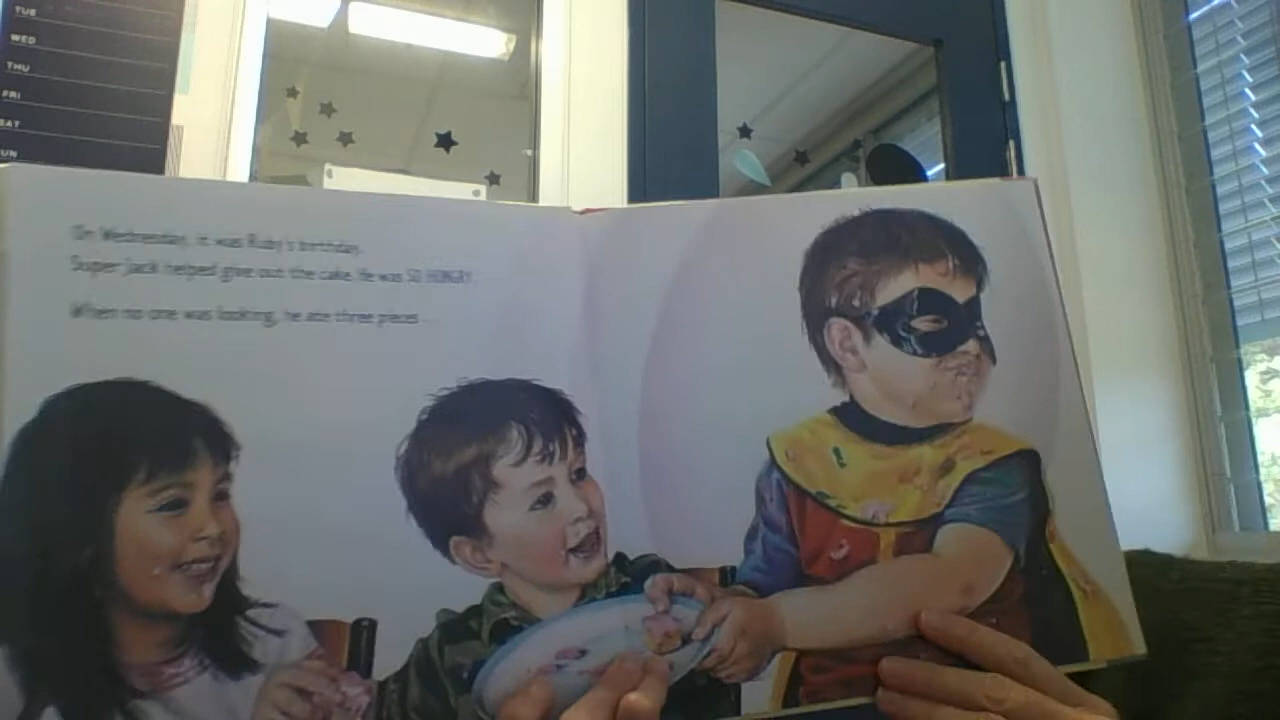 TUE
WED
THU
FRI
SAT
UN
On Wednesday, it was Ruby's birthday.
Super Jack helped give out the cake. He was SO HUNGRY.
When no one was looking, he ate three pieces